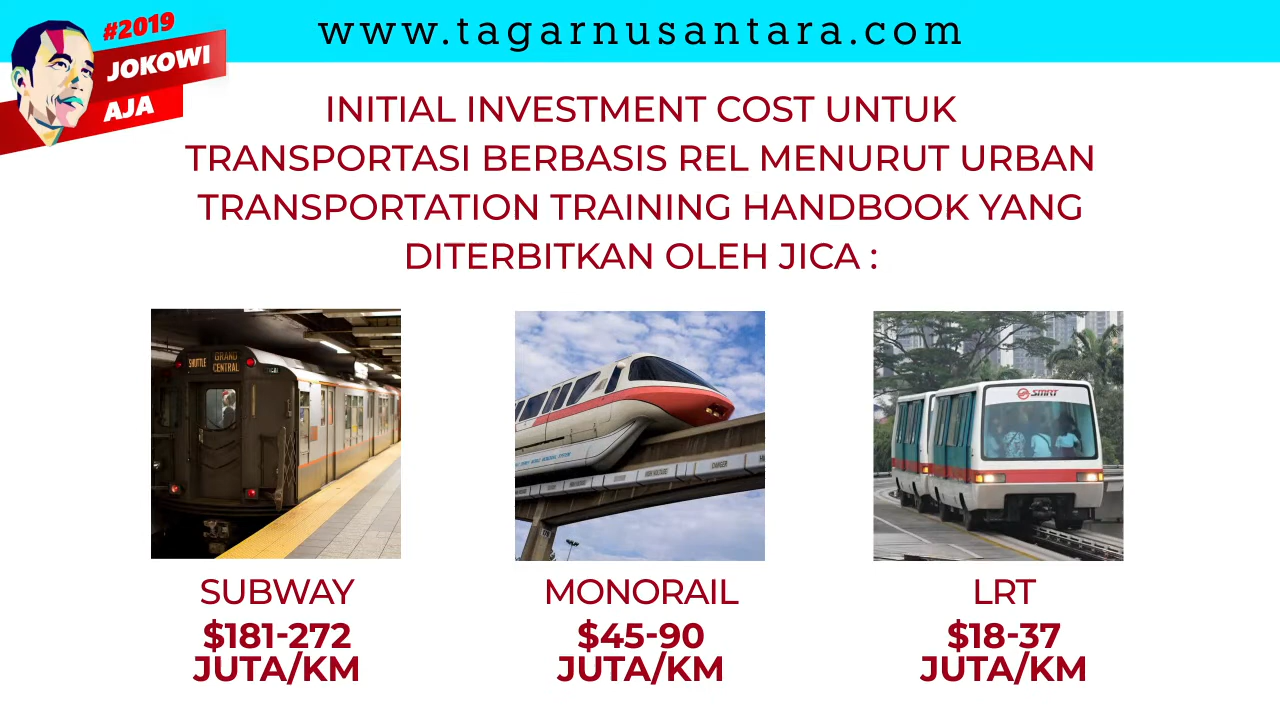 #2019
JOKOWI
AJA
www.tagarnusantara.com
INITIAL INVESTMENT COST UNTUK
TRANSPORTASI BERBASIS REL MENURUT URBAN
TRANSPORTATION TRAINING HANDBOOK YANG
DITERBITKAN OLEH JICA :
SHUTTLE
GRAND
CENTRAL
SMRT
SUBWAY
$181-272
JUTA/KM
MONORAIL
$45-90
JUTA/KM
LRT
$18-37
JUTA/KM